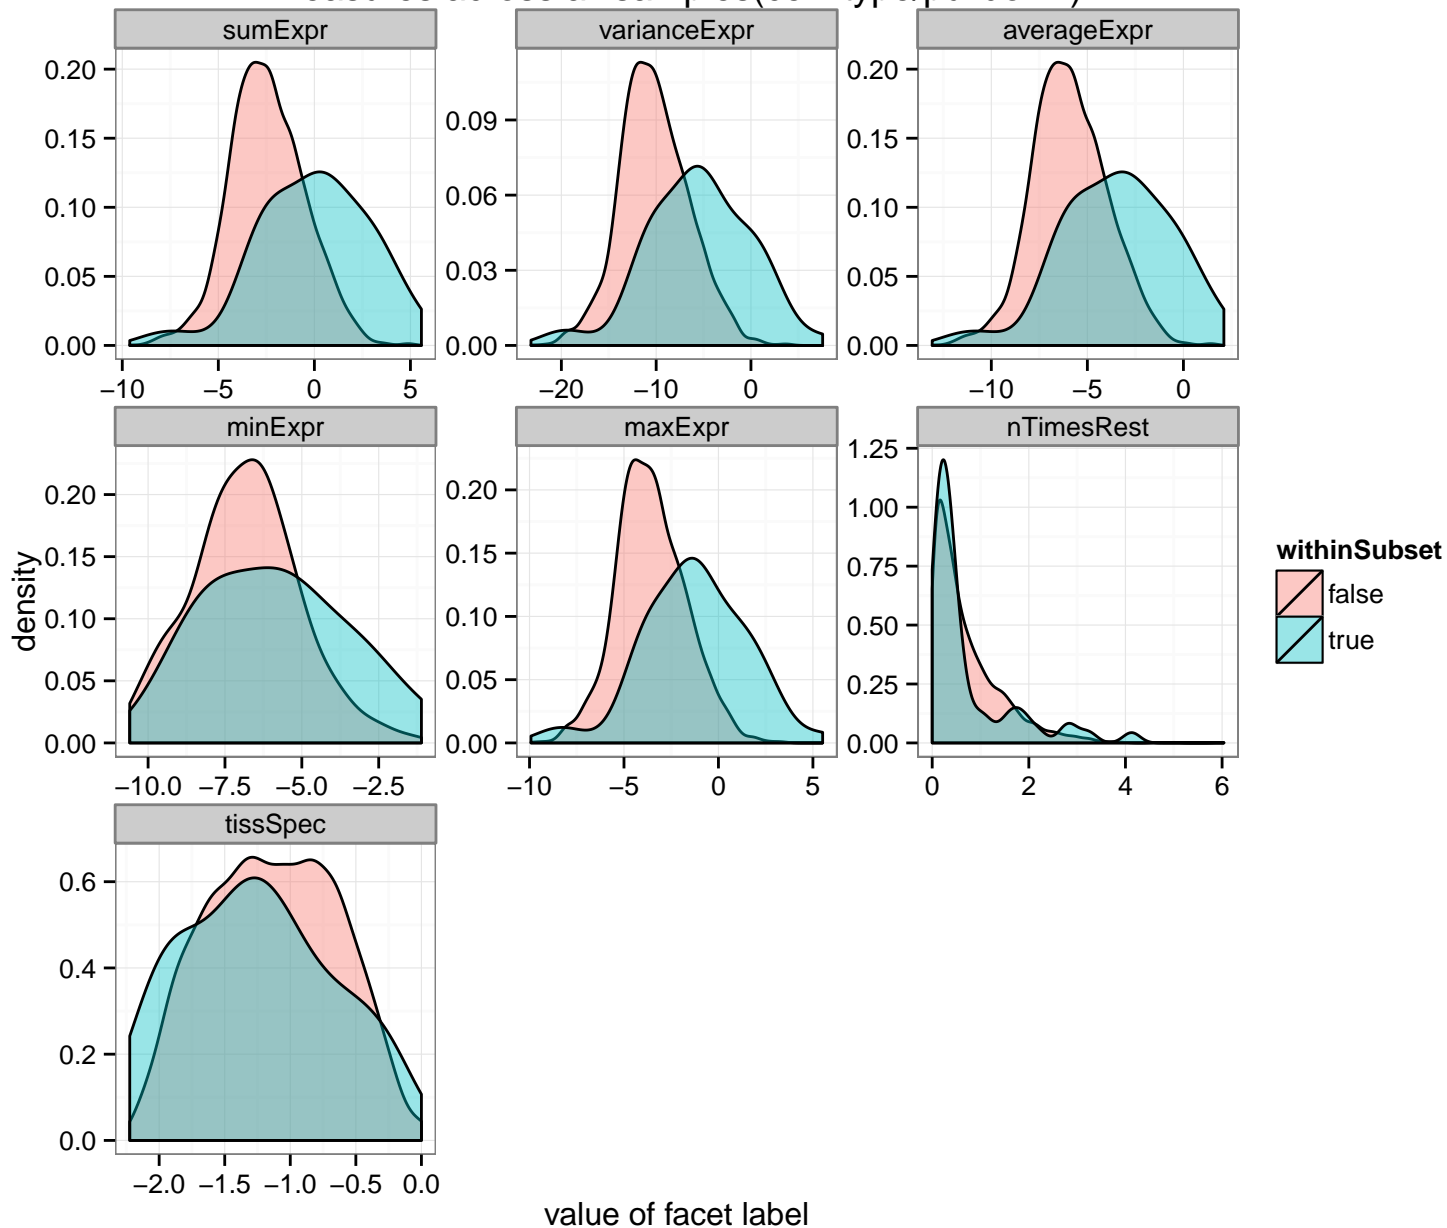 sumExpr varianceExpr averageExpr
0.20 0.20
0.15 0.09 0.15
0.10 0.06 0.10
0.05 0.03 0.05
0.00 0.00 0.00
−10 −5 0 5 −20 −10 0 −10 −5 0
minExpr maxExpr nTimesRest
1.25
0.20 0.20 1.00
0.15 0.15 0.75
0.10 0.10 0.50
0.05 0.05 0.25
0.00 0.00 0.00
−10.0 −7.5 −5.0 −2.5 −10 −5 0 5 0 2 4 6
density
withinSubset
false
true
tissSpec
0.6
0.4
0.2
0.0
−2.0 −1.5 −1.0 −0.5 0.0
value of facet label